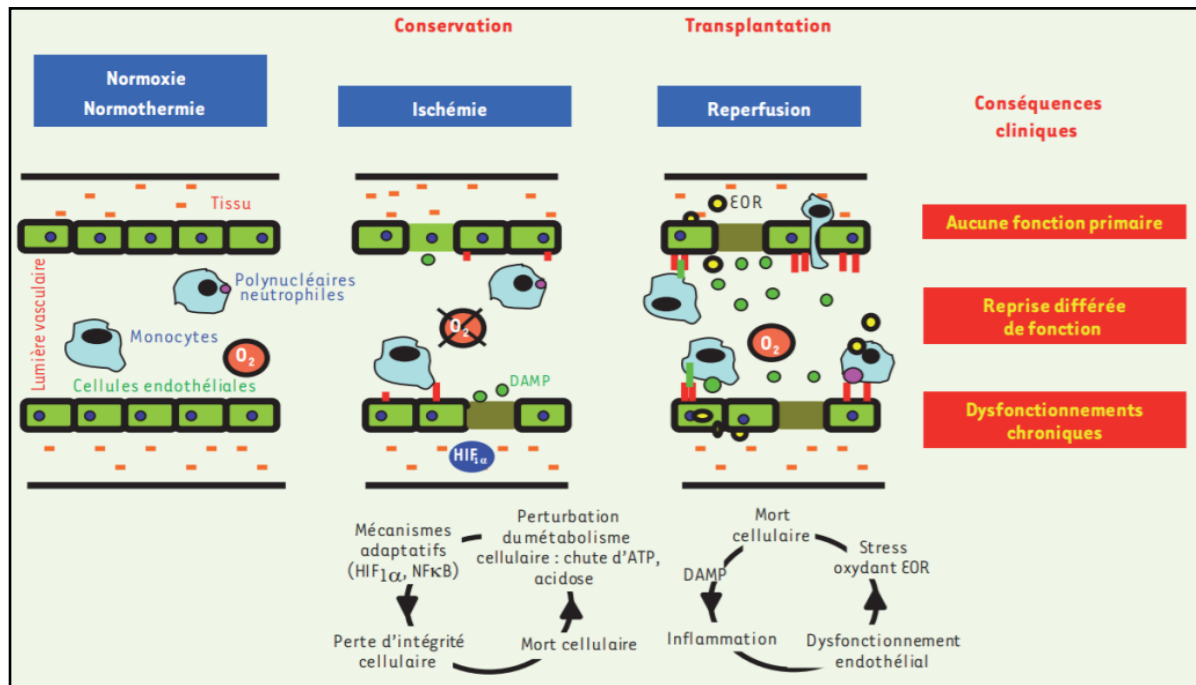 Conservation
Transplantation
Normoxie
Normothermie
Ischémie
Reperfusion
Conséquences
cliniques
Tissu
EOR
Lumière vasculaire
Polynucléaires
neutrophiles
Monocytes
O2
Cellules endothéliales
O2
DAMP
HIF1α
O2
Aucune fonction primaire
Reprise différée
de fonction
Dysfonctionnements
chroniques
Mécanismes
adaptatifs
(HIF1α, NFκB)
Perturbation
du métabolisme
cellulaire : chute d'ATP,
acidose
Perte d'intégrité
cellulaire
Mort cellulaire
Mort
cellulaire
Stress
oxydant EOR
DAMP
Inflammation
Dysfonctionnement
endothélial